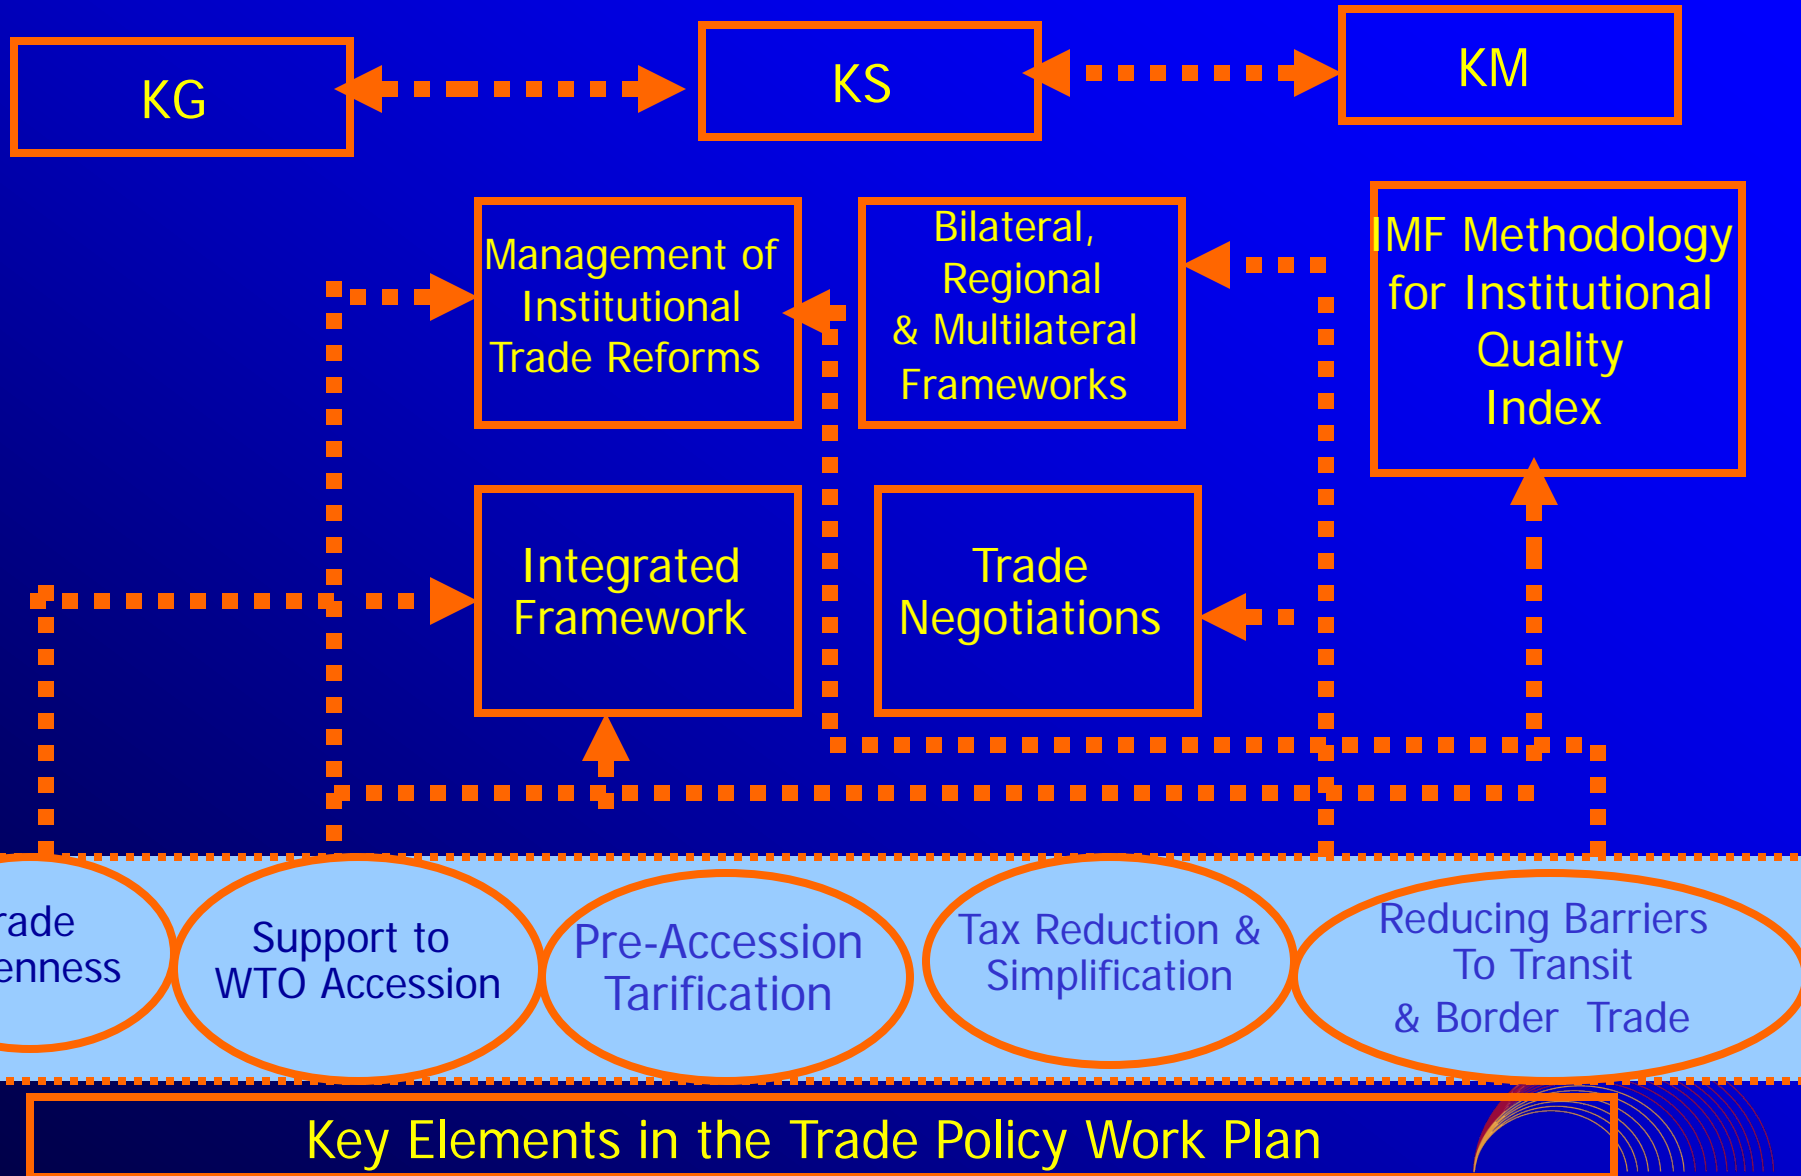 KG
KS
KM
Management of
Institutional
Trade Reforms
Bilateral,
Regional
& Multilateral
Frameworks
IMF Methodology
for Institutional
Quality
Index
Integrated
Framework
Trade
Negotiations
rade
enness
Support to
WTO Accession
Pre-Accession
Tarification
Tax Reduction &
Simplification
Reducing Barriers
To Transit
& Border Trade
Key Elements in the Trade Policy Work Plan